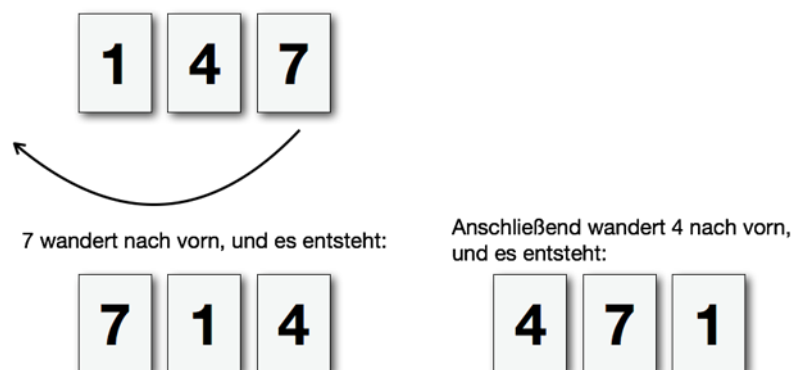 1 4 7
7 wandert nach vorn, und es entsteht:
7 1 4
Anschließend wandert 4 nach vorn,
und es entsteht:
4 7 1